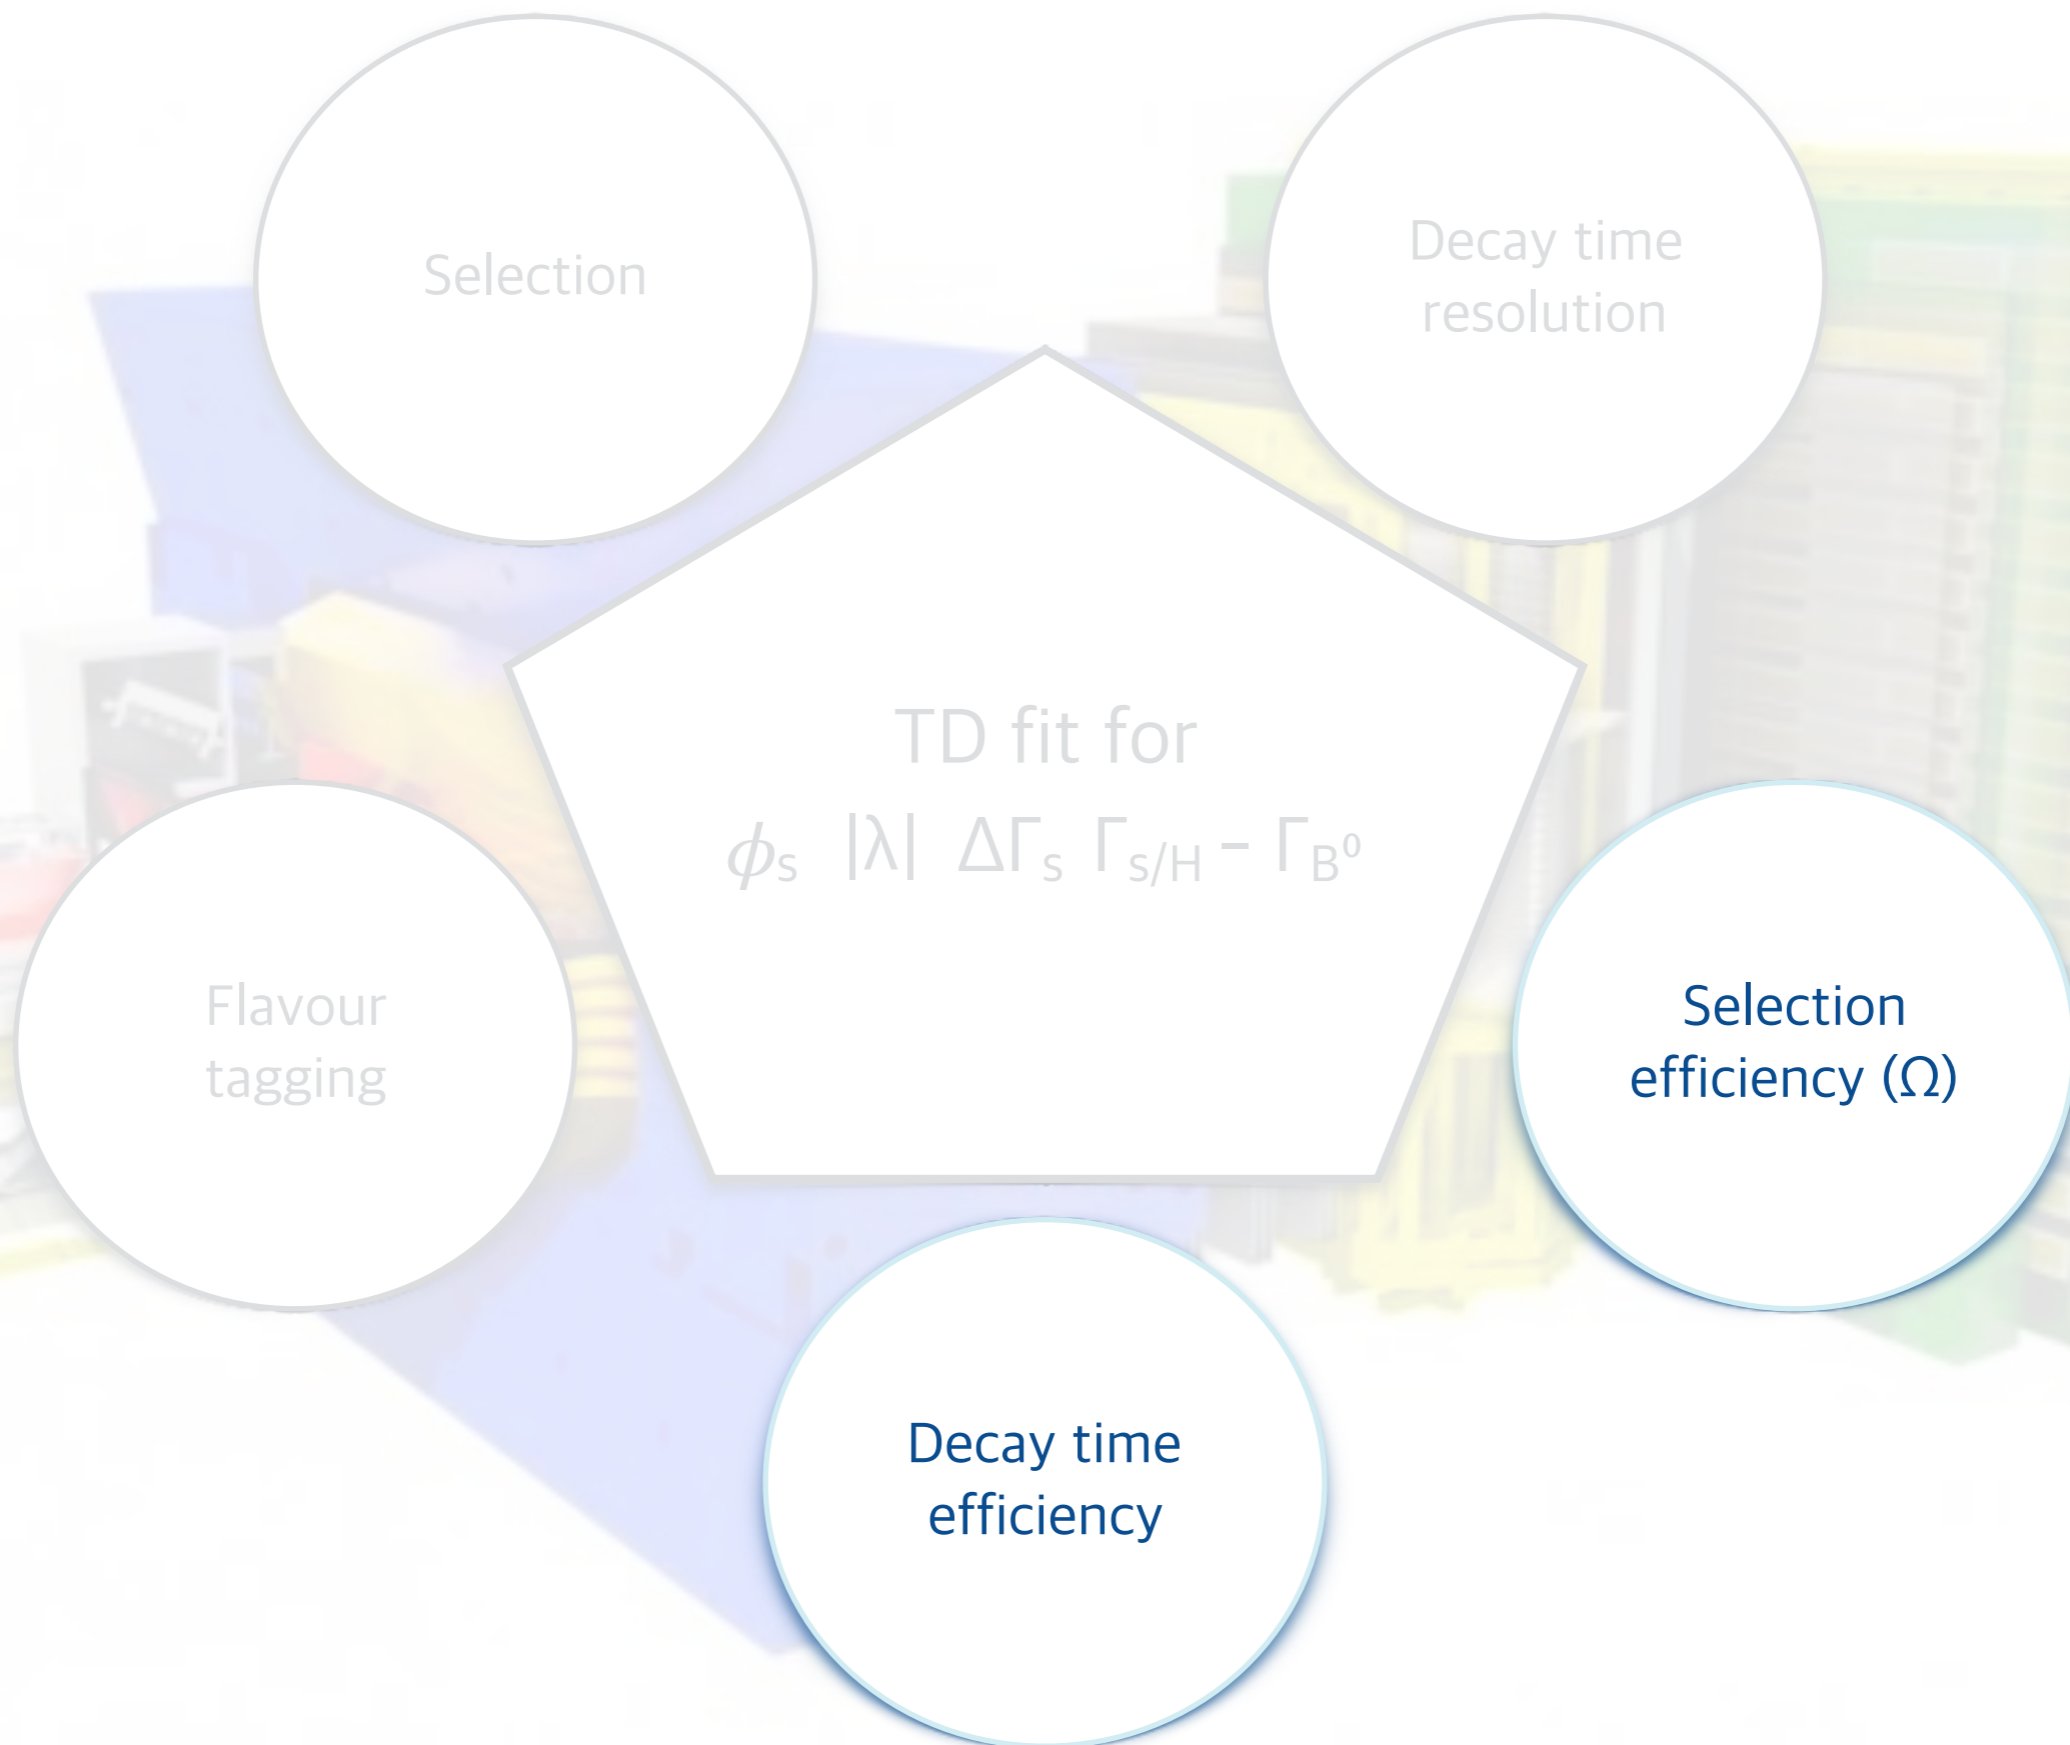 Selection
Decay time
resolution
TD fit for
ϕs |λ| ΔΓs Γs/H – ΓB⁰
Flavour
tagging
Selection
efficiency (Ω)
Decay time
efficiency